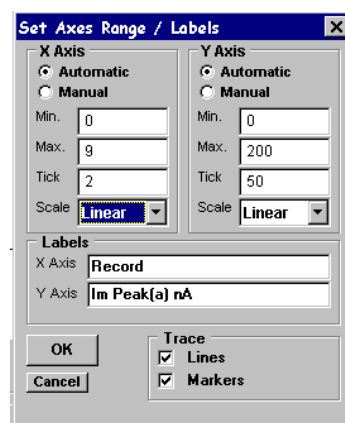 Set Axes Range / Labels
X Axis Y Axis
Automatic Automatic
Manual Manual
Min. 0 Min. 0
Max. 9 Max. 200
Tick 2 Tick 50
Scale Linear Scale Linear
Labels
X Axis Record
Y Axis Im Peak(a) nA
Trace
OK Lines
Cancel Markers